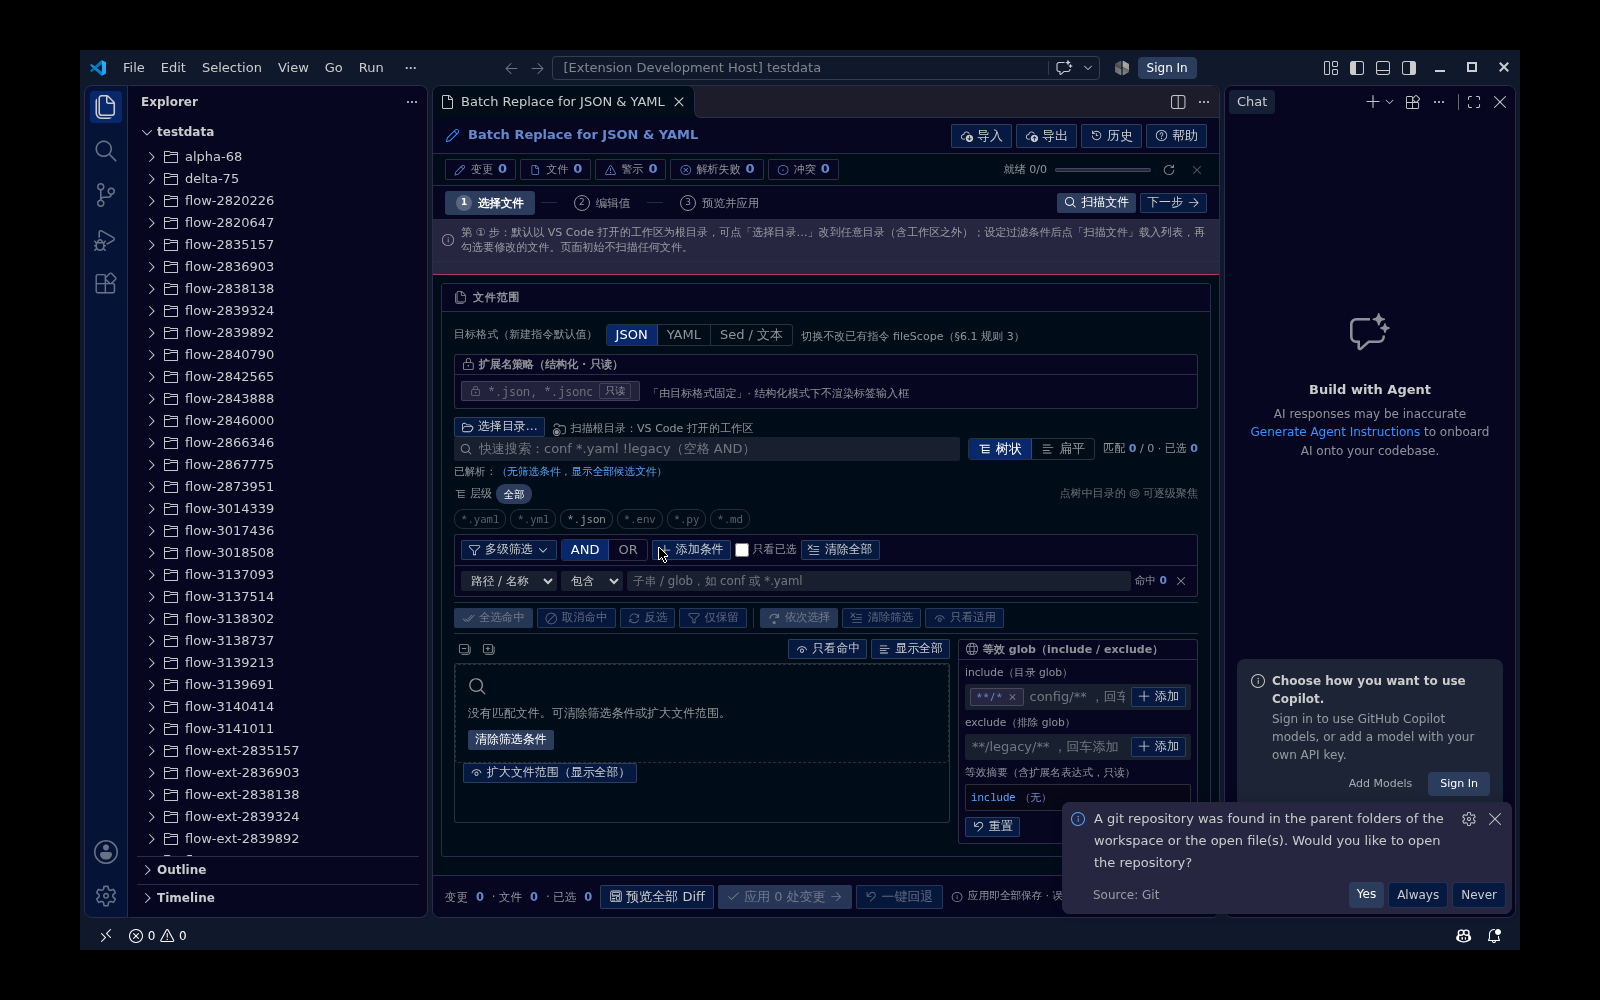 File Edit Selection View Go Run ···
[Extension Development Host] testdata
Sign In
Explorer
testdata
alpha-68
delta-75
flow-2820226
flow-2820647
flow-2835157
flow-2836903
flow-2838138
flow-2839324
flow-2839892
flow-2840790
flow-2842565
flow-2843888
flow-2846000
flow-2866346
flow-2867775
flow-2873951
flow-3014339
flow-3017436
flow-3018508
flow-3137093
flow-3137514
flow-3138302
flow-3138737
flow-3139213
flow-3139691
flow-3140414
flow-3141011
flow-ext-2835157
flow-ext-2836903
flow-ext-2838138
flow-ext-2839324
flow-ext-2839892
Outline
Timeline
Batch Replace for JSON & YAML
Batch Replace for JSON & YAML
导入 导出 历史 帮助
变更 0 文件 0 警示 0 解析失败 0 冲突 0
就绪 0/0
1 选择文件 2 编辑值 3 预览并应用
扫描文件 下一步
第 ① 步：默认以 VS Code 打开的工作区为根目录，可点「选择目录…」改到任意目录（含工作区之外）；设定过滤条件后点「扫描文件」载入列表，再
勾选要修改的文件。页面初始不扫描任何文件。
文件范围
目标格式（新建指令默认值） JSON YAML Sed / 文本 切换不改已有指令 fileScope（§6.1 规则 3）
扩展名策略（结构化 · 只读）
*.json, *.jsonc 只读 「由目标格式固定」· 结构化模式下不渲染标签输入框
选择目录… 扫描根目录：VS Code 打开的工作区
快速搜索：conf *.yaml !legacy（空格 AND）
树状 扁平 匹配 0 / 0 · 已选 0
已解析：（无筛选条件，显示全部候选文件）
层级 全部 点树中目录的 ◎ 可逐级聚焦
*.yaml *.yml *.json *.env *.py *.md
多级筛选 AND OR 添加条件 只看已选 清除全部
路径 / 名称 包含 子串 / glob，如 conf 或 *.yaml 命中 0
全选命中 取消命中 反选 仅保留 依次选择 清除筛选 只看适用
只看命中 显示全部
没有匹配文件。可清除筛选条件或扩大文件范围。
清除筛选条件
扩大文件范围（显示全部）
等效 glob（include / exclude）
include（目录 glob）
**/* × config/** ，回车 添加
exclude（排除 glob）
**/legacy/** ，回车添加 添加
等效摘要（含扩展名表达式，只读）
include （无）
重置
变更 0 · 文件 0 · 已选 0 预览全部 Diff 应用 0 处变更 一键回退 应用即全部保存 ·
Chat
Build with Agent
AI responses may be inaccurate
Generate Agent Instructions to onboard
AI onto your codebase.
Choose how you want to use
Copilot.
Sign in to use GitHub Copilot
models, or add a model with your
own API key.
Add Models Sign In
A git repository was found in the parent folders of the
workspace or the open file(s). Would you like to open
the repository?
Source: Git
Yes Always Never
0 0